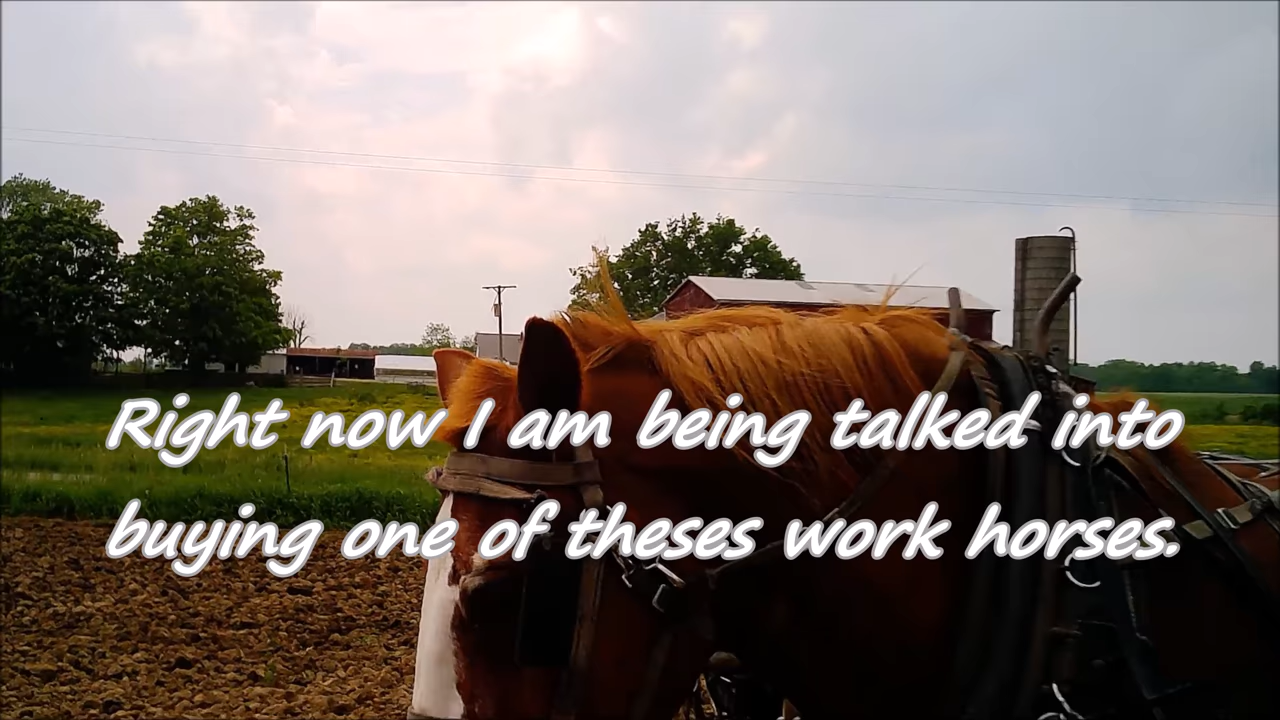 Right now I am being talked into
buying one of theses work horses.